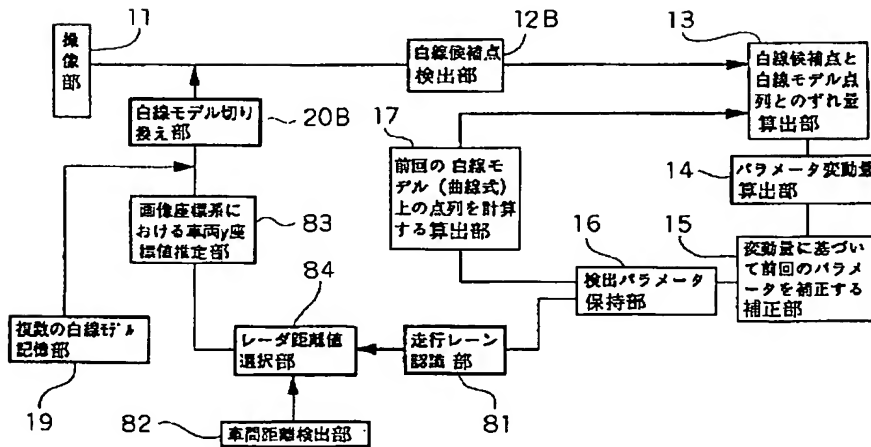 11
撮
像
部
12B
白線候補点
検出部
13
白線候補点と
白線モデル点
列とのずれ量
算出部
白線モデル切り
換え部
20B
17
前回の 白線モ
デル（曲線式）
上の点列を計算
する算出部
14
パラメータ変動量
算出部
画像座標系に
おける車両y座
標値推定部
83
16
検出パラメータ
保持部
15
変動量に基づい
て前回のパラメ
ータを補正する
補正部
84
レーダ距離値
選択部
走行レーン
認識 部
81
複数の白線モデル
記憶部
19
82
車間距離検出部